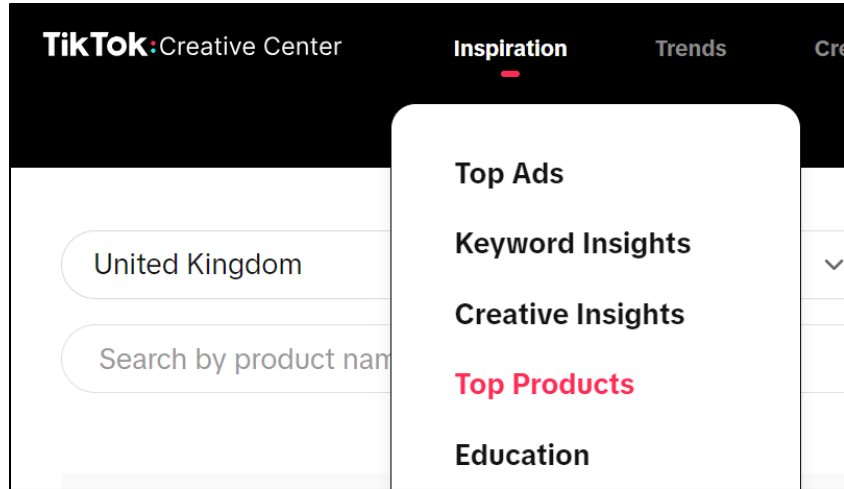 TikTok:Creative Center
Inspiration
Trends
Top Ads
Keyword Insights
United Kingdom
Creative Insights
Search by product
Top Products
Education